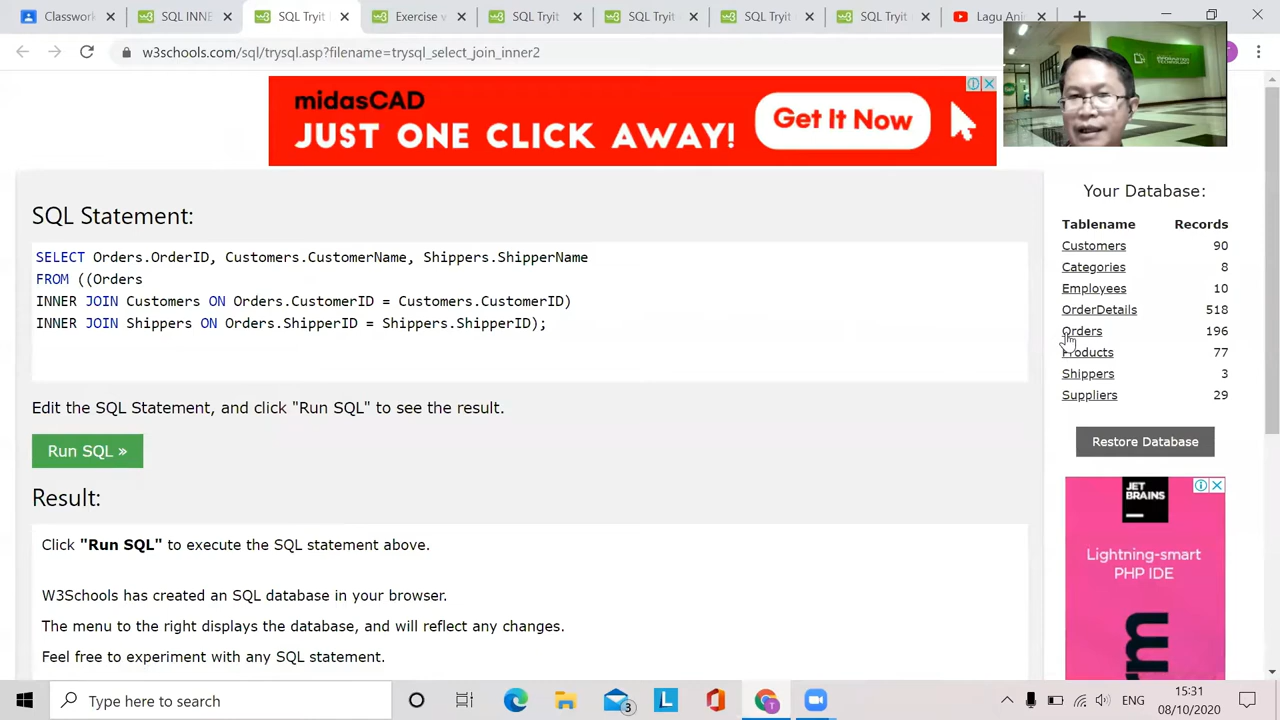 Classwork
SQL INNE
SQL Tryit
Exercise v
SQL Tryit
SQL Tryit
SQL Tryit
SQL Tryit
Lagu Ani
w3schools.com/sql/trysql.asp?filename=trysql_select_join_inner2
midasCAD
JUST ONE CLICK AWAY!
Get It Now
INFORMATION
TECHNOLOGY
SQL Statement:
SELECT Orders.OrderID, Customers.CustomerName, Shippers.ShipperName
FROM ((Orders
INNER JOIN Customers ON Orders.CustomerID = Customers.CustomerID)
INNER JOIN Shippers ON Orders.ShipperID = Shippers.ShipperID);
Edit the SQL Statement, and click "Run SQL" to see the result.
Run SQL »
Result:
Click "Run SQL" to execute the SQL statement above.
W3Schools has created an SQL database in your browser.
The menu to the right displays the database, and will reflect any changes.
Feel free to experiment with any SQL statement.
Your Database:
Tablename Records
Customers 90
Categories 8
Employees 10
OrderDetails 518
Orders 196
Products 77
Shippers 3
Suppliers 29
Restore Database
JET
BRAINS
Lightning-smart
PHP IDE
Type here to search
3
L
T
ENG
15:31
08/10/2020